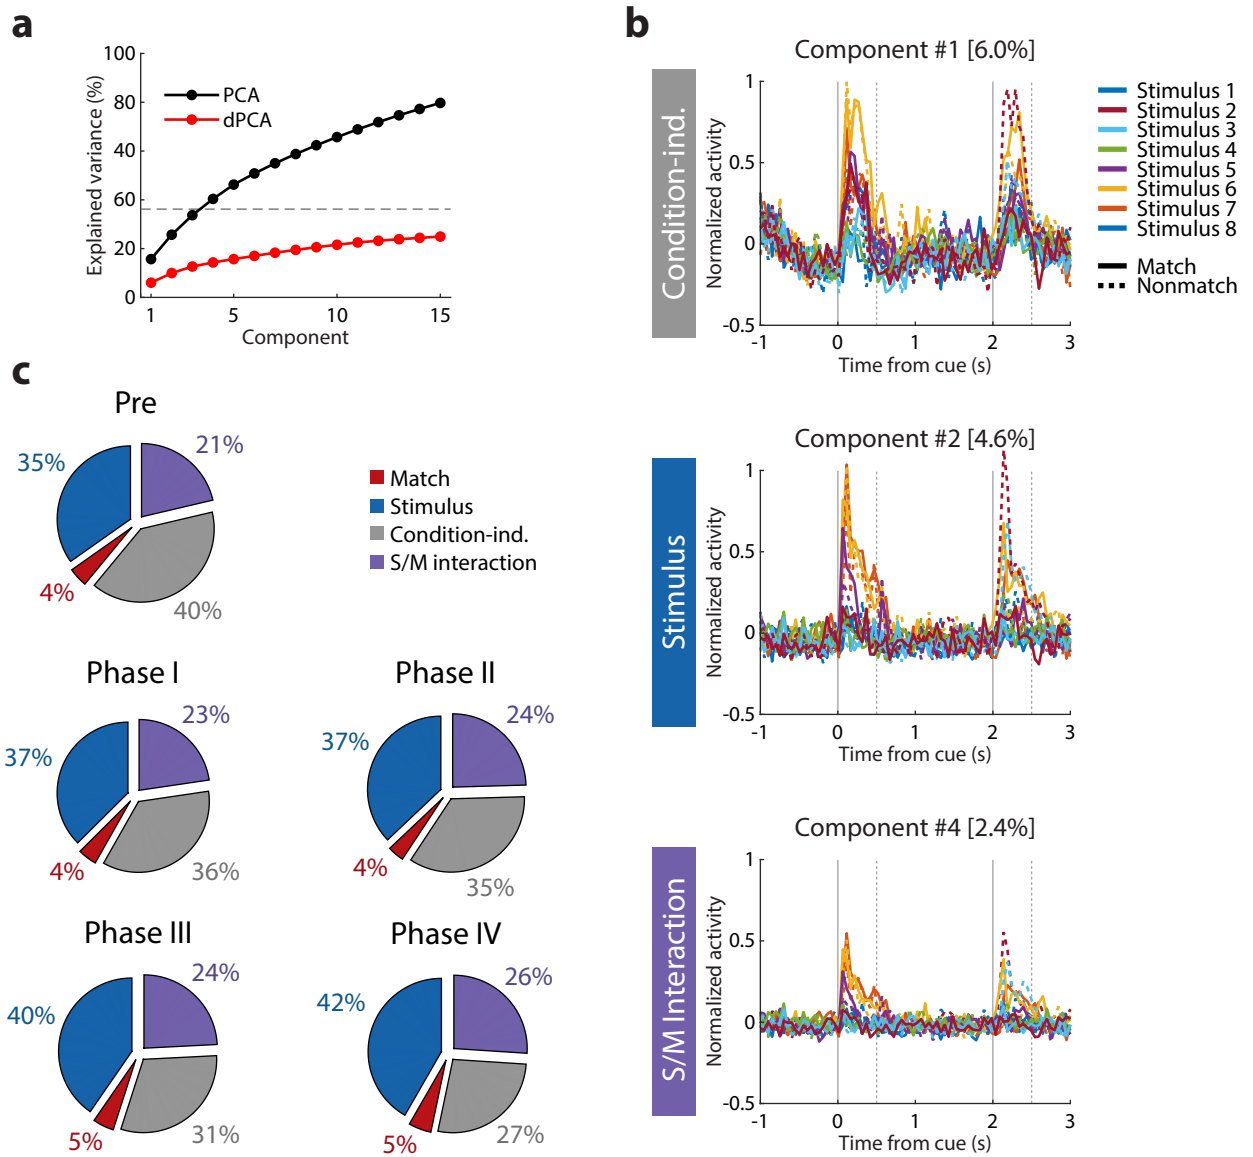 a
100
80
40
60
20
0
Explained variance (%)
PCA
dPCA
1
5
10
15
Component
b
Component #1 [6.0%]
Condition-ind.
Normalized activity
1
0.5
0
-0.5
-1
0
1
2
3
Time from cue (s)
Stimulus 1
Stimulus 2
Stimulus 3
Stimulus 4
Stimulus 5
Stimulus 6
Stimulus 7
Stimulus 8
Match
Nonmatch
Component #2 [4.6%]
Stimulus
Normalized activity
1
0.5
0
-0.5
-1
0
1
2
3
Time from cue (s)
Component #4 [2.4%]
S/M Interaction
Normalized activity
1
0.5
0
-0.5
-1
0
1
2
3
Time from cue (s)
c
Pre
35%
21%
4%
40%
Match
Stimulus
Condition-ind.
S/M interaction
Phase I
37%
23%
4%
36%
Phase II
37%
24%
4%
35%
Phase III
40%
24%
5%
31%
Phase IV
42%
26%
5%
27%